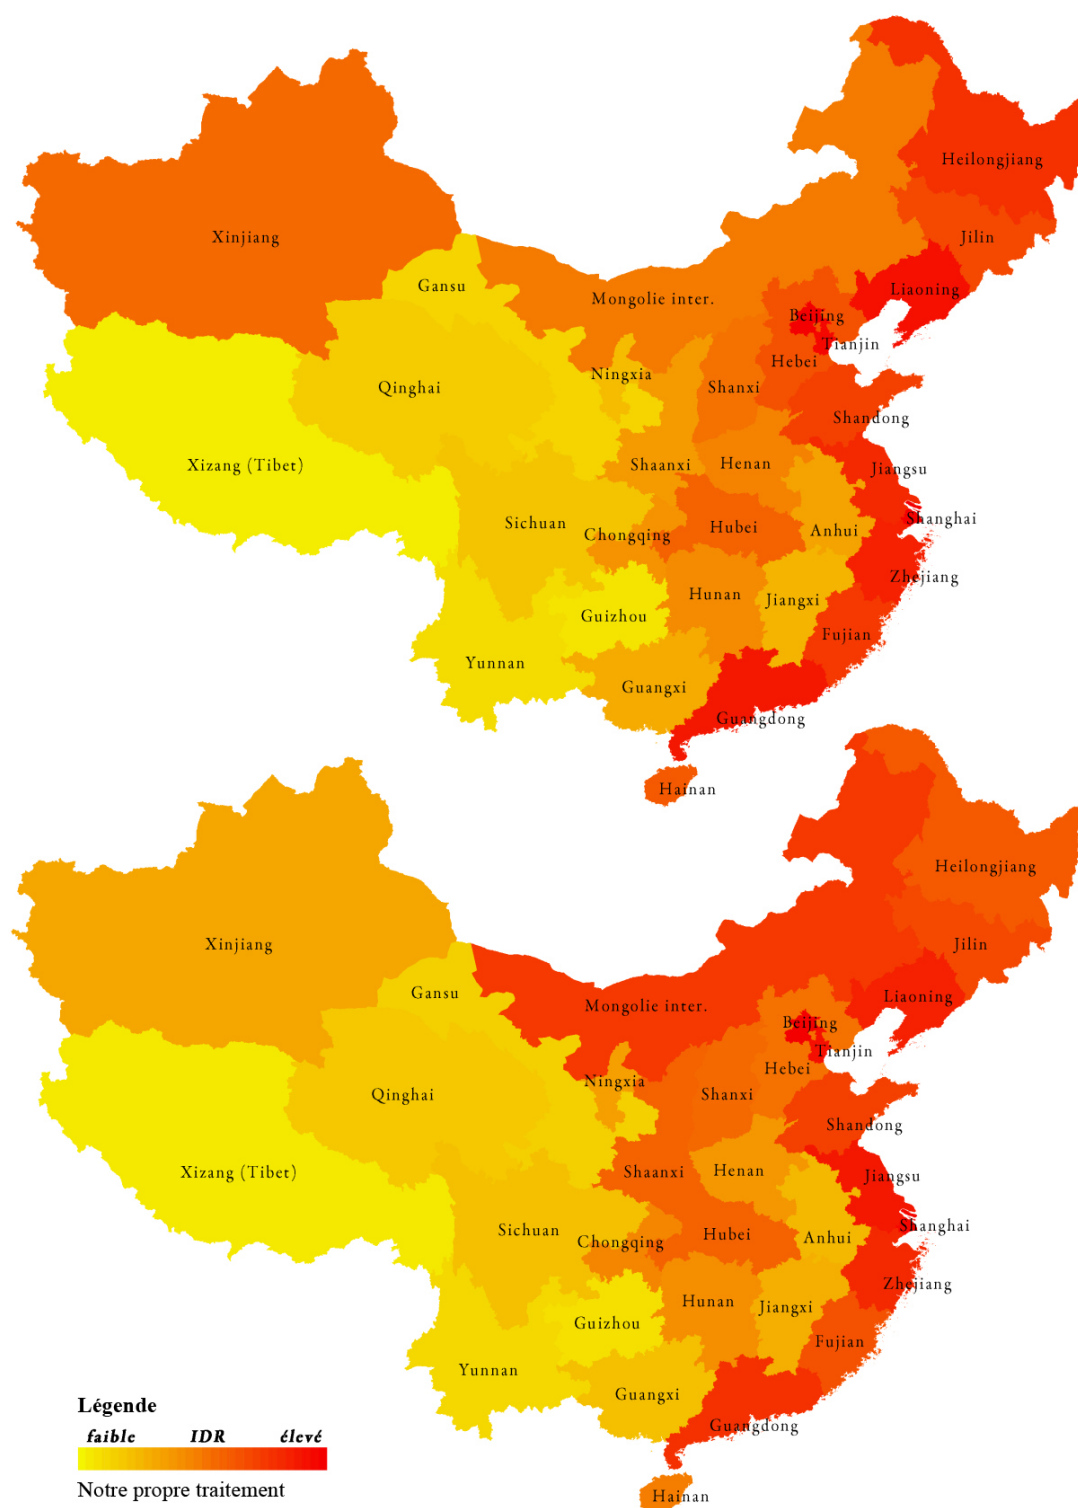 Heilongjiang
Xinjiang
Jilin
Gansu
Liaoning
Mongolie inter.
Beijing
Tianjin
Hebei
Ningxia
Qinghai
Shanxi
Shandong
Xizang (Tibet)
Shaanxi
Henan
Jiangsu
Sichuan
Shanghai
Chongqing
Hubei
Anhui
Zhejiang
Hunan
Jiangxi
Guizhou
Fujian
Yunnan
Guangxi
Guangdong
Hainan
Heilongjiang
Xinjiang
Jilin
Gansu
Liaoning
Mongolie inter.
Beijing
Tianjin
Hebei
Ningxia
Qinghai
Shanxi
Shandong
Xizang (Tibet)
Shaanxi
Henan
Jiangsu
Sichuan
Shanghai
Chongqing
Hubei
Anhui
Zhejiang
Hunan
Jiangxi
Guizhou
Fujian
Yunnan
Guangxi
Légende
Guangdong
faible IDR élevé
Notre propre traitement
Hainan